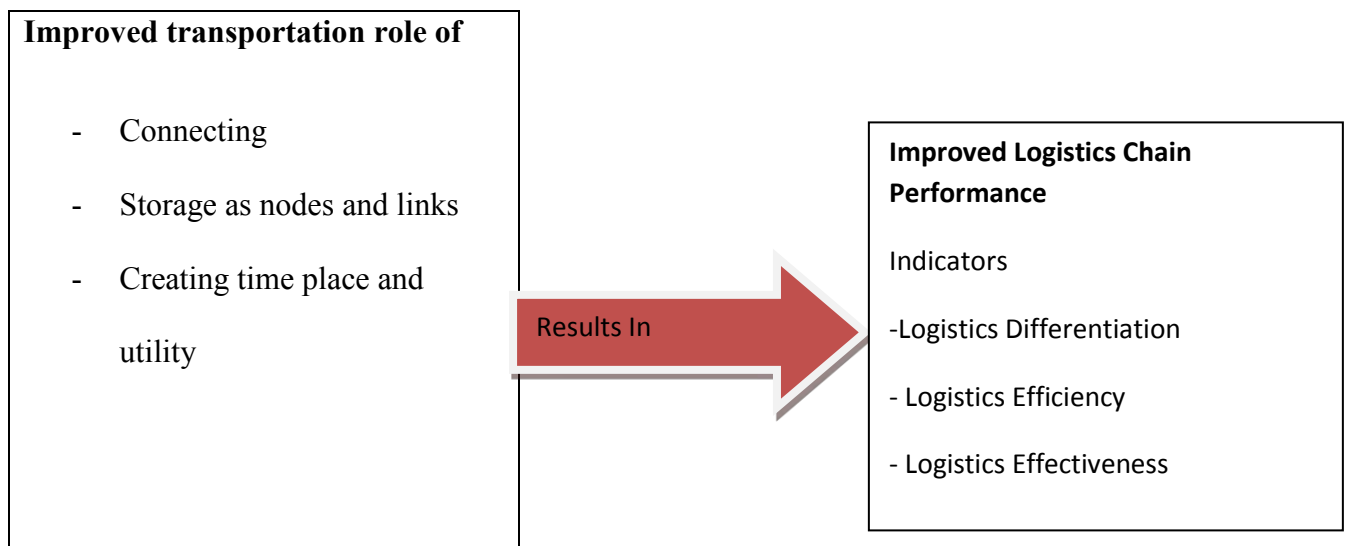 Improved transportation role of
- Connecting
- Storage as nodes and links
- Creating time place and
utility
Results In
Improved Logistics Chain
Performance
Indicators
-Logistics Differentiation
- Logistics Efficiency
- Logistics Effectiveness